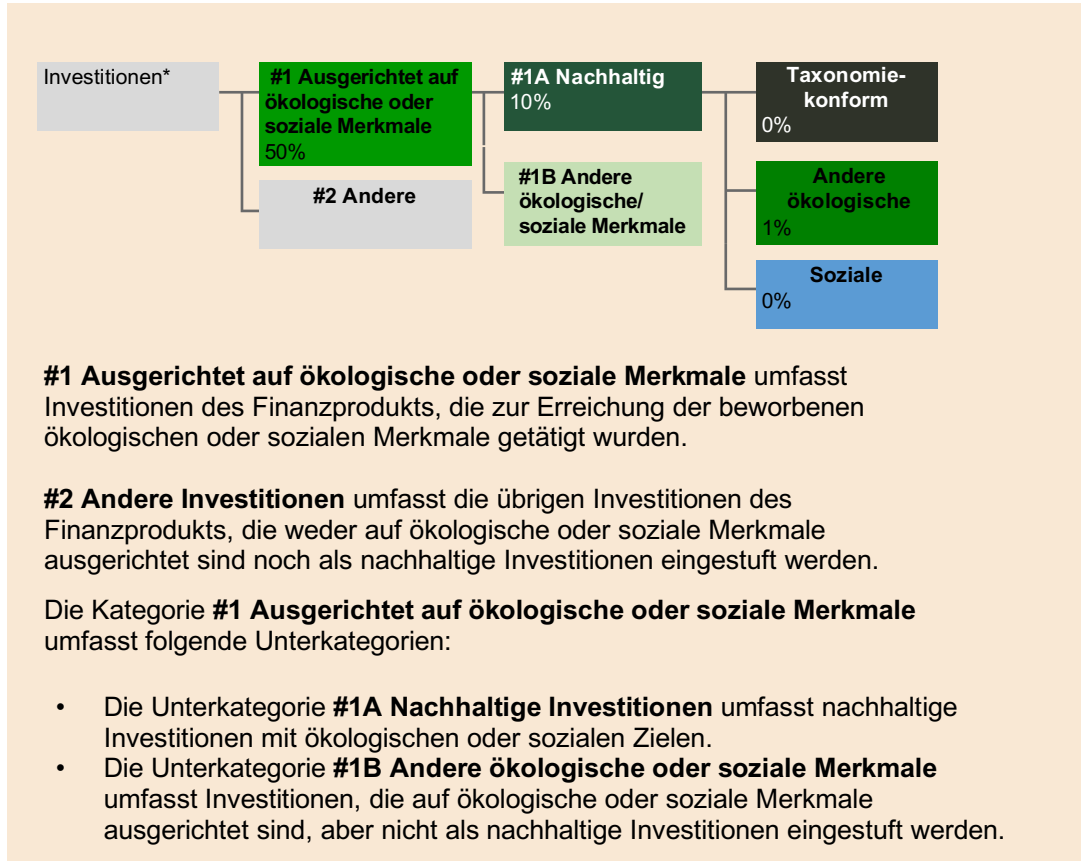 Investitionen*
#1 Ausgerichtet auf
ökologische oder
soziale Merkmale
50%
#2 Andere
#1A Nachhaltig
10%
#1B Andere
ökologische/
soziale Merkmale
Taxonomie-
konform
0%
Andere
ökologische
1%
Soziale
0%
#1 Ausgerichtet auf ökologische oder soziale Merkmale umfasst
Investitionen des Finanzprodukts, die zur Erreichung der beworbenen
ökologischen oder sozialen Merkmale getätigt wurden.
#2 Andere Investitionen umfasst die übrigen Investitionen des
Finanzprodukts, die weder auf ökologische oder soziale Merkmale
ausgerichtet sind noch als nachhaltige Investitionen eingestuft werden.
Die Kategorie #1 Ausgerichtet auf ökologische oder soziale Merkmale
umfasst folgende Unterkategorien:
• Die Unterkategorie #1A Nachhaltige Investitionen umfasst nachhaltige
Investitionen mit ökologischen oder sozialen Zielen.
• Die Unterkategorie #1B Andere ökologische oder soziale Merkmale
umfasst Investitionen, die auf ökologische oder soziale Merkmale
ausgerichtet sind, aber nicht als nachhaltige Investitionen eingestuft werden.